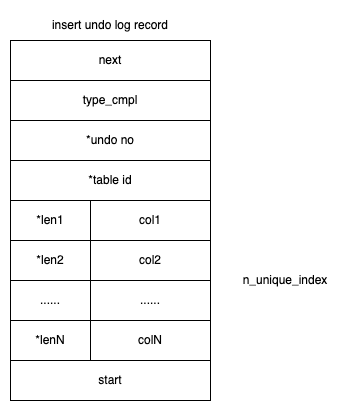 insert undo log record
next
type_cmpl
*undo no
*table id
*len1 col1
*len2 col2
n_unique_index
...... ......
*lenN colN
start